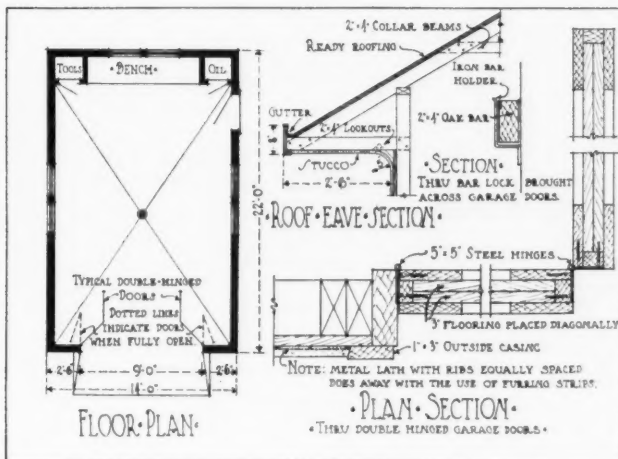 TOOLS
BENCH
OIL
22'-0"
TYPICAL DOUBLE-HINGED
DOORS
DOTTED LINES
INDICATE DOORS
WHEN FULLY OPEN
2'-6"
9'-0"
2'-6"
14'-0"
FLOOR·PLAN
2"×4" COLLAR BEAMS
READY ROOFING
GUTTER
8"
2"×4" LOOKOUTS
STUCCO
2'-6"
·ROOF·EAVE·SECTION·
IRON BAR
HOLDER
2"×4" OAK BAR
·SECTION·
THRU BAR LOCK BROUGHT
ACROSS GARAGE DOORS.
5"×5" STEEL HINGES
3" FLOORING PLACED DIAGONALLY
1"×3" OUTSIDE CASING
NOTE: METAL LATH WITH RIBS EQUALLY SPACED
DOES AWAY WITH THE USE OF FURRING STRIPS.
·PLAN·SECTION·
·THRU DOUBLE HINGED GARAGE DOORS·